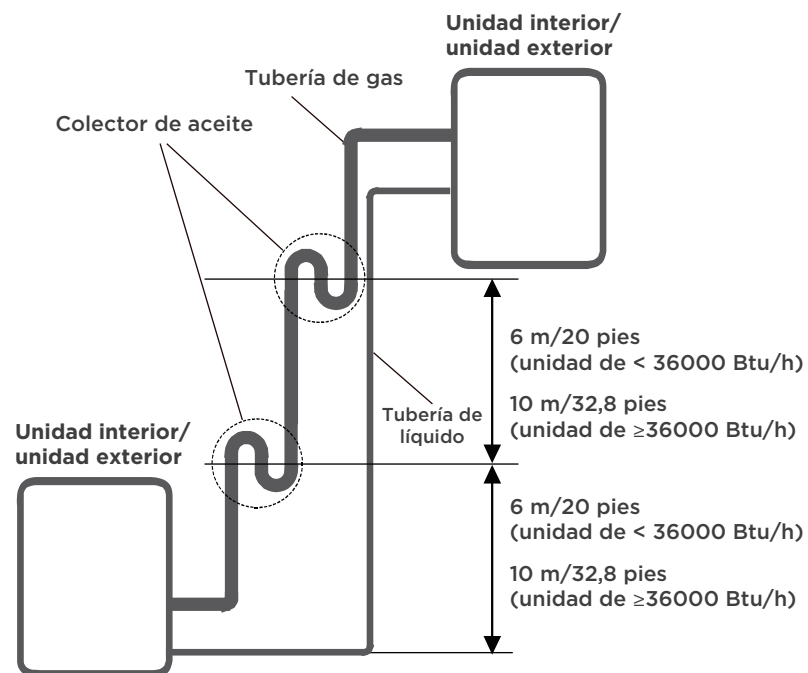 Unidad interior/
unidad exterior
Tubería de gas
Colector de aceite
6 m/20 pies
(unidad de < 36000 Btu/h)
10 m/32,8 pies
(unidad de ≥36000 Btu/h)
Tubería de
líquido
Unidad interior/
unidad exterior
6 m/20 pies
(unidad de < 36000 Btu/h)
10 m/32,8 pies
(unidad de ≥36000 Btu/h)